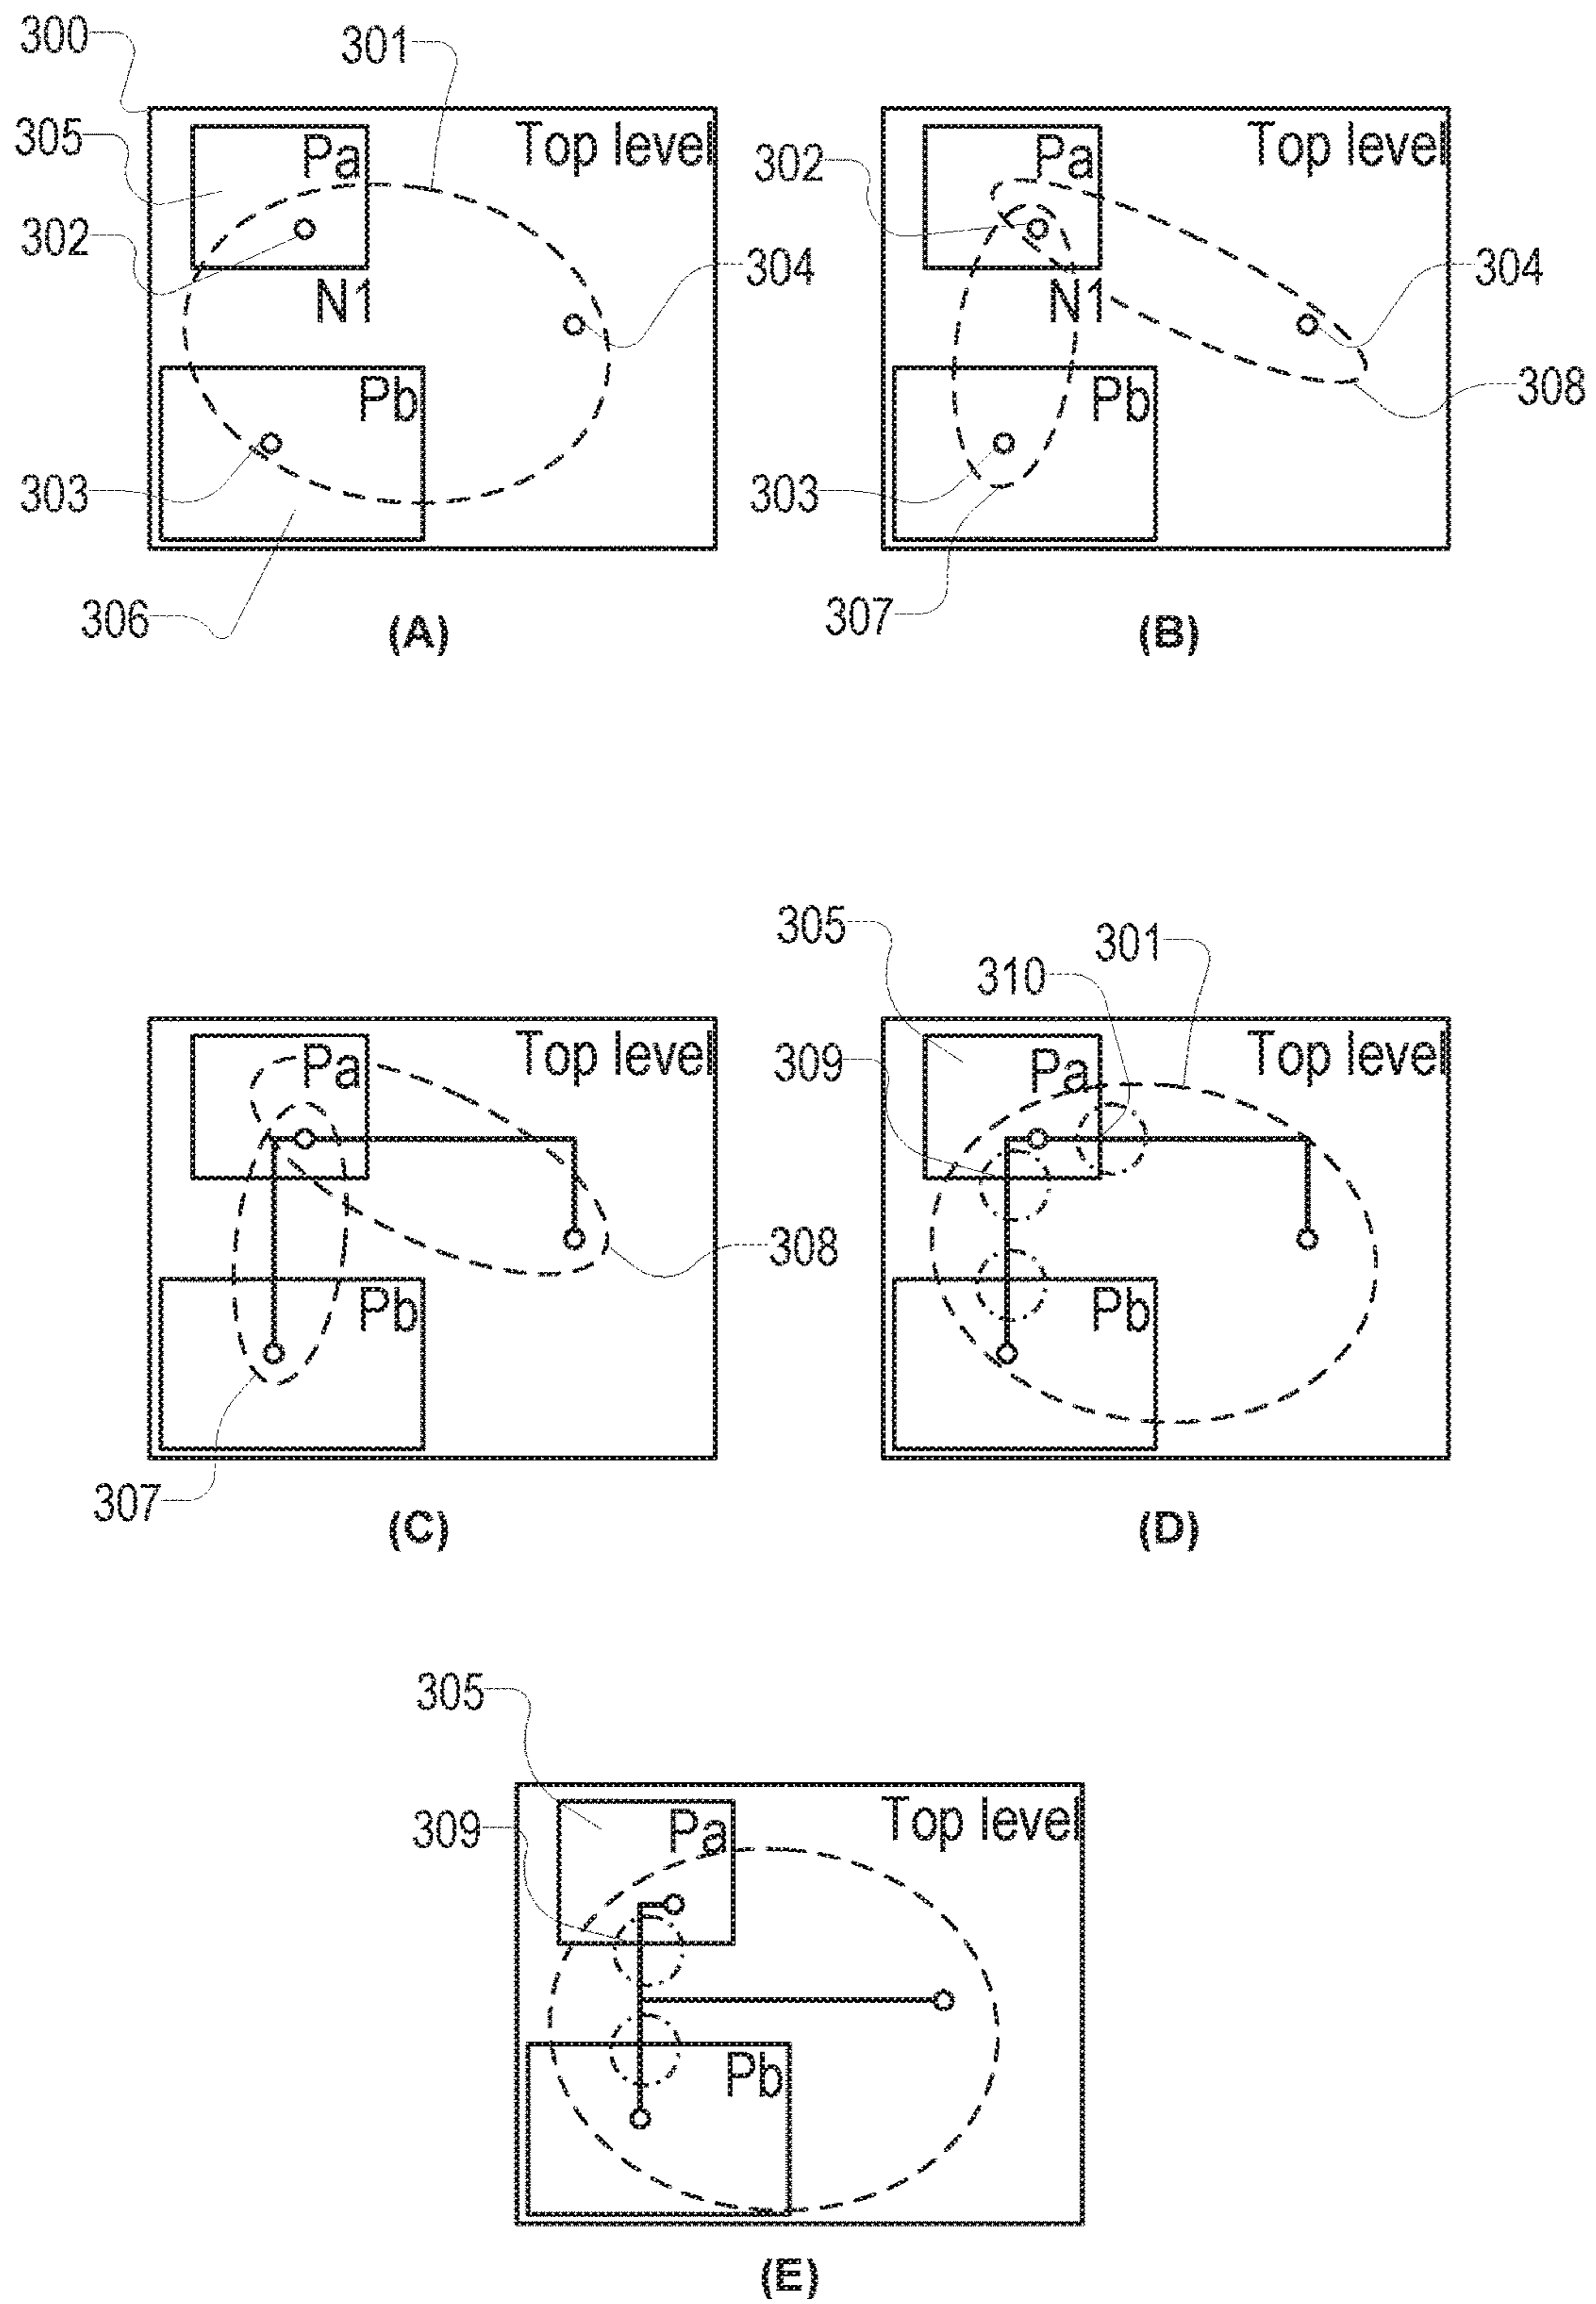 300
301
305
Pa
Top level
302
N1
304
Pb
303
306
(A)
302
Pa
Top level
N1
304
Pb
308
303
307
(B)
Pa
Top level
308
Pb
307
(C)
305
301
310
309
Pa
Top level
Pb
(D)
305
309
Pa
Top level
Pb
(E)